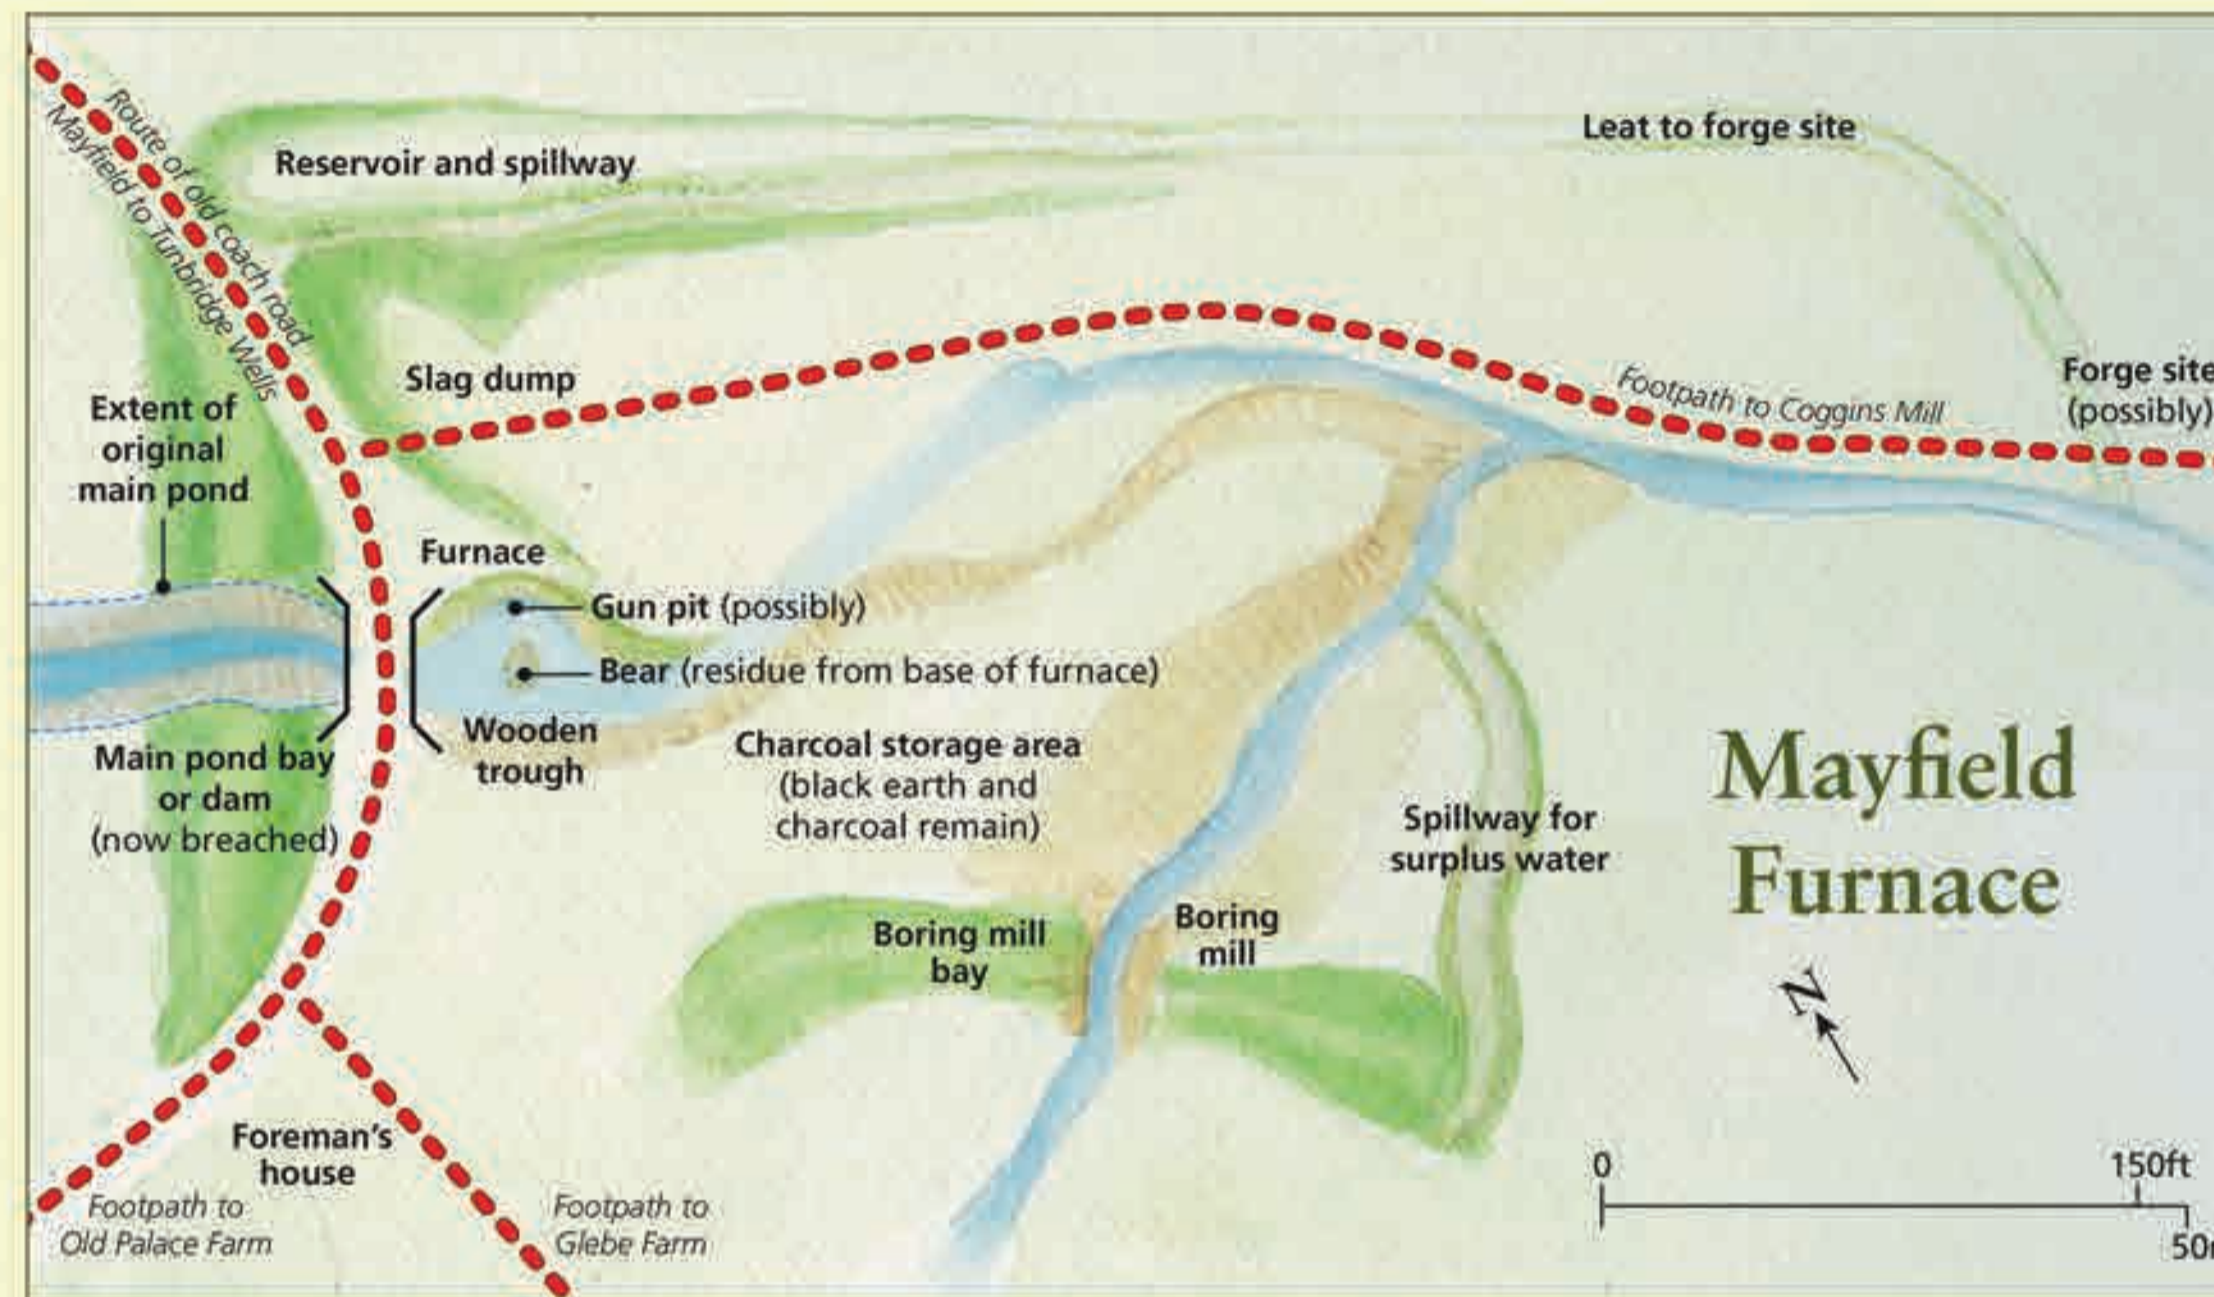 Route of old coach road
Mayfield to Tunbridge Wells
Reservoir and spillway
Leat to forge site
Slag dump
Footpath to Coggins Mill
Forge site
(possibly)
Extent of
original
main pond
Furnace
Gun pit (possibly)
Bear (residue from base of furnace)
Wooden
trough
Main pond bay
or dam
(now breached)
Charcoal storage area
(black earth and
charcoal remain)
Spillway for
surplus water
Mayfield
Furnace
Boring mill
bay
Boring
mill
N
Foreman's
house
Footpath to
Old Palace Farm
Footpath to
Glebe Farm
0
150ft